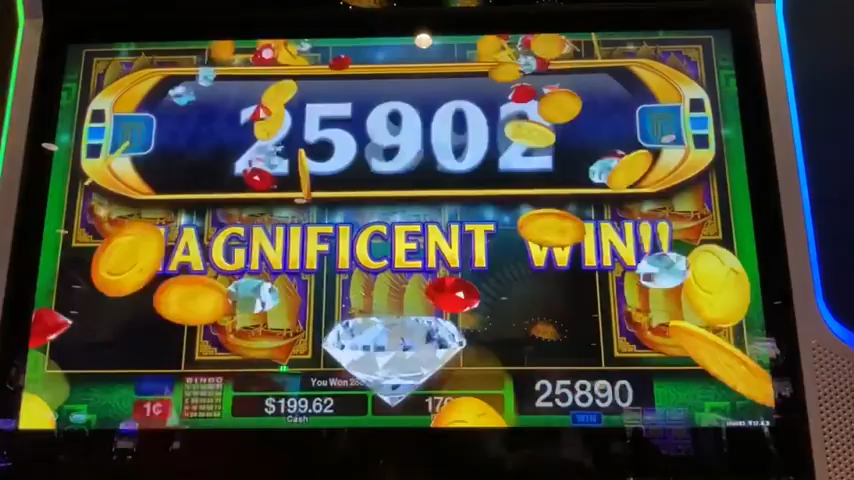 25902
MAGNIFICENT WIN!!
BINGO
You Won
1¢
$199.62
25890
Cash
WIN